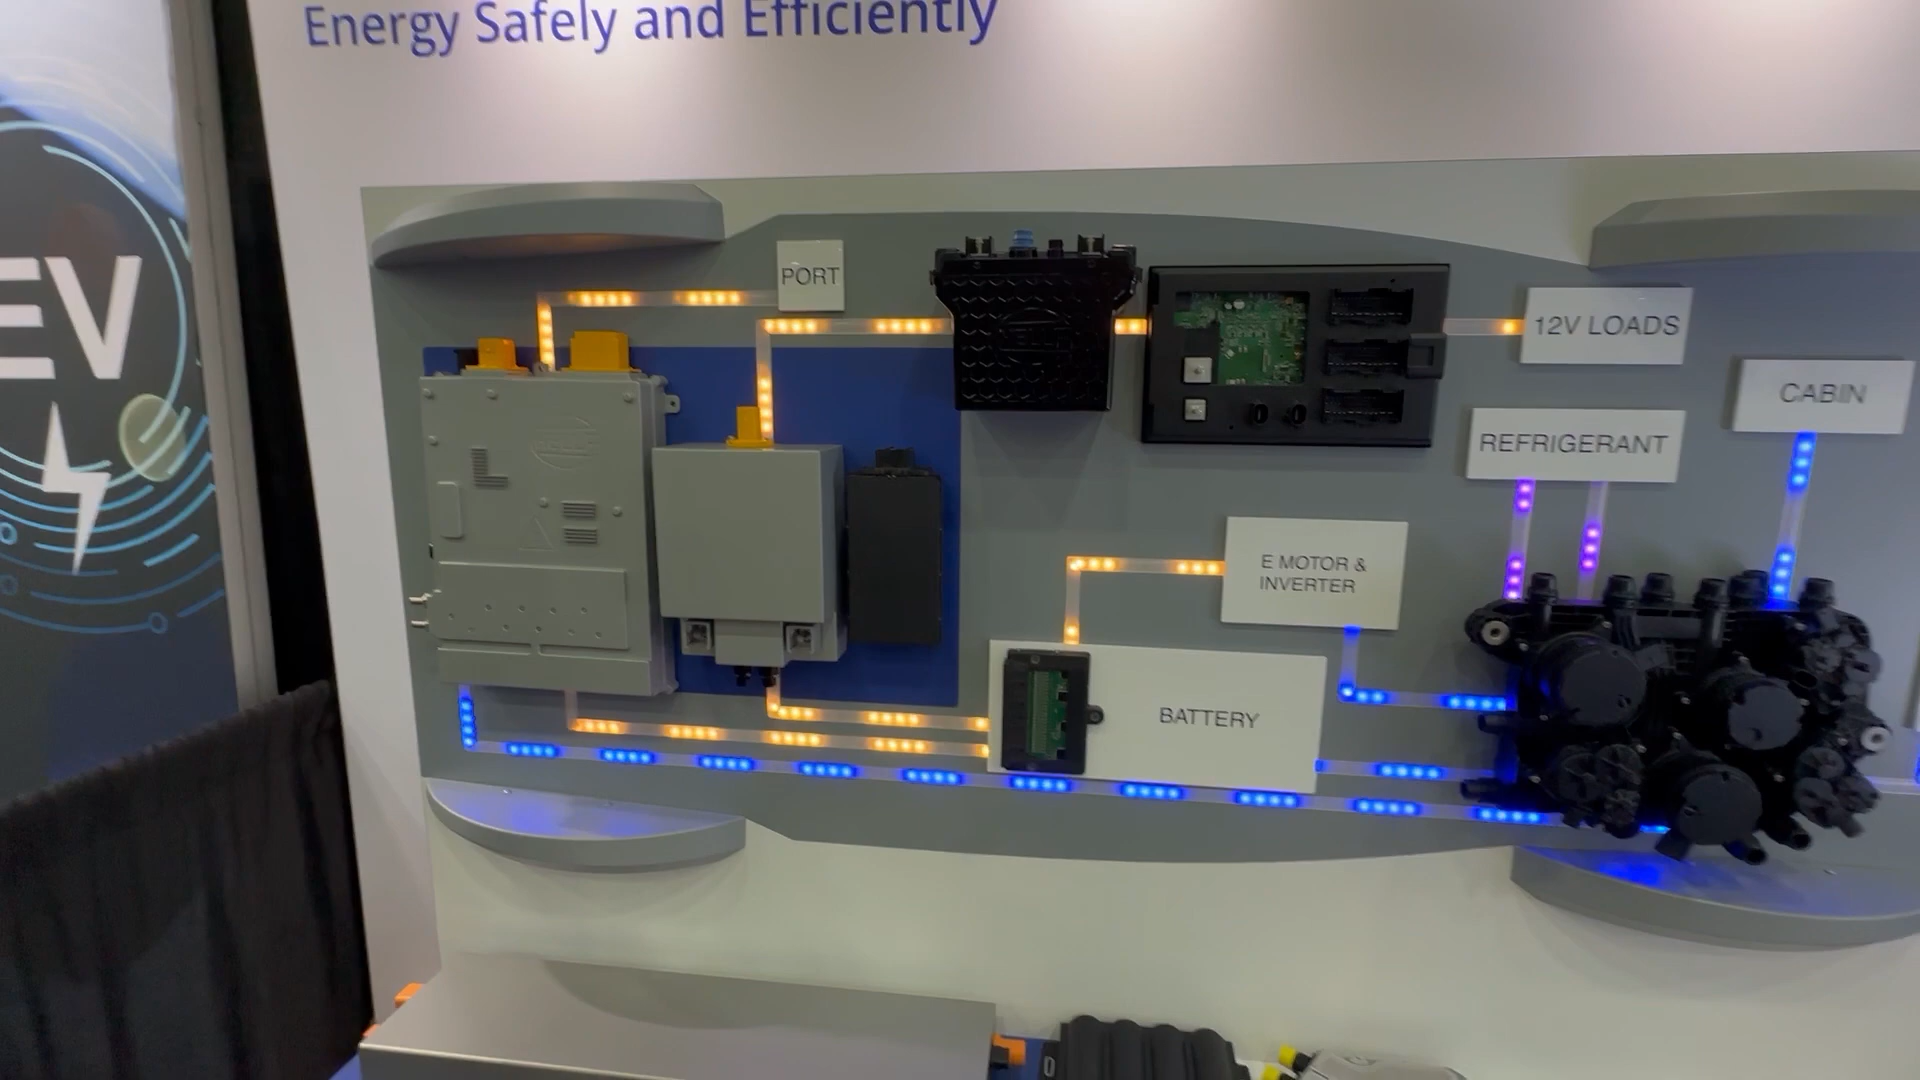 Energy Safely and Efficiently
EV
PORT
12V LOADS
CABIN
REFRIGERANT
E MOTOR &
INVERTER
BATTERY